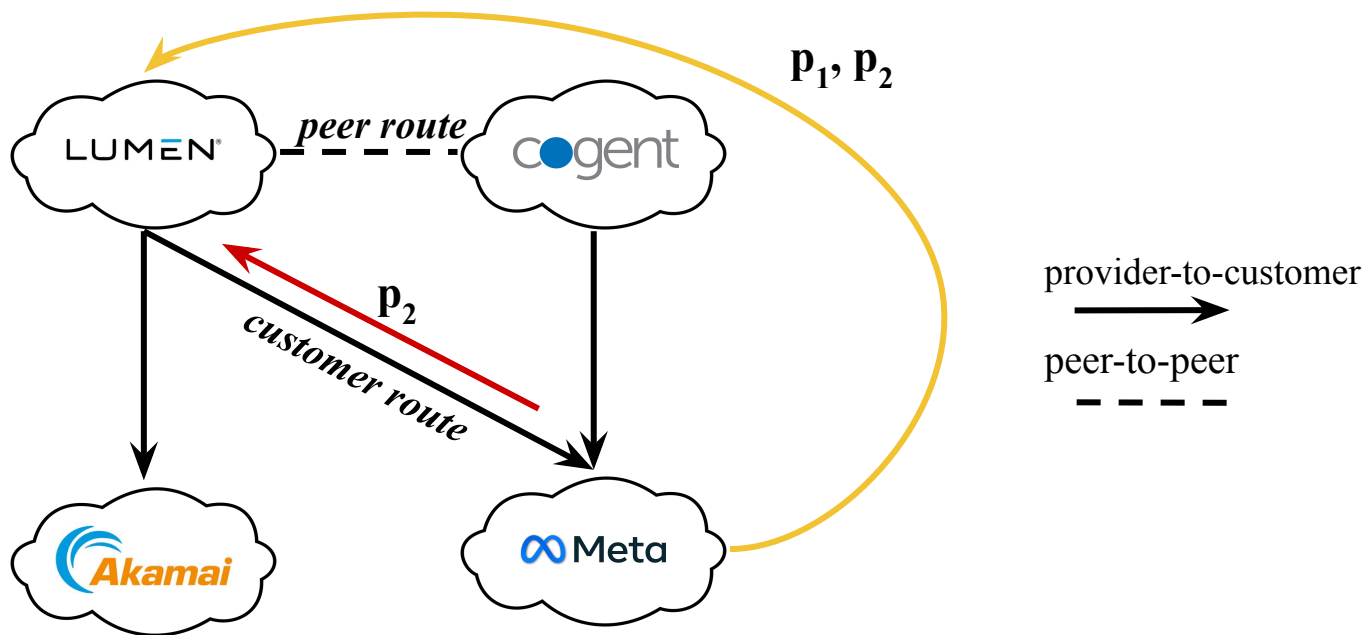 p₁, p₂
LUMEN®
peer route
cogent
provider-to-customer
p₂
customer route
peer-to-peer
Akamai
Meta